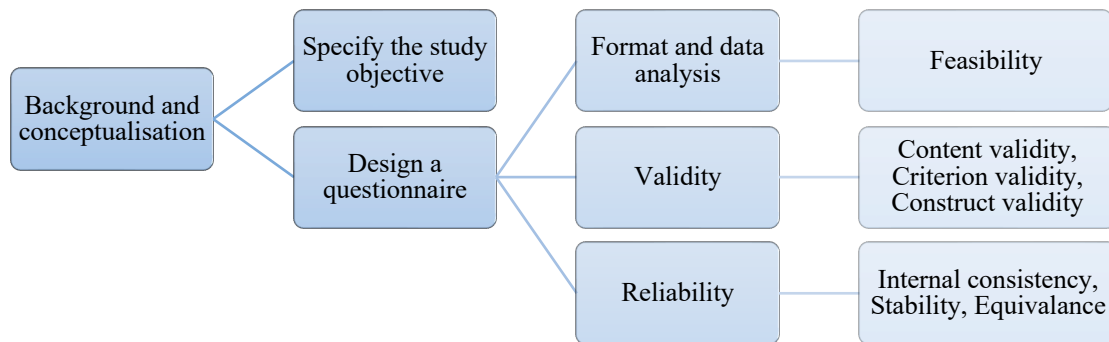 Background and
conceptualisation
Specify the study
objective
Design a
questionnaire
Format and data
analysis
Validity
Reliability
Feasibility
Content validity,
Criterion validity,
Construct validity
Internal consistency,
Stability, Equivalance